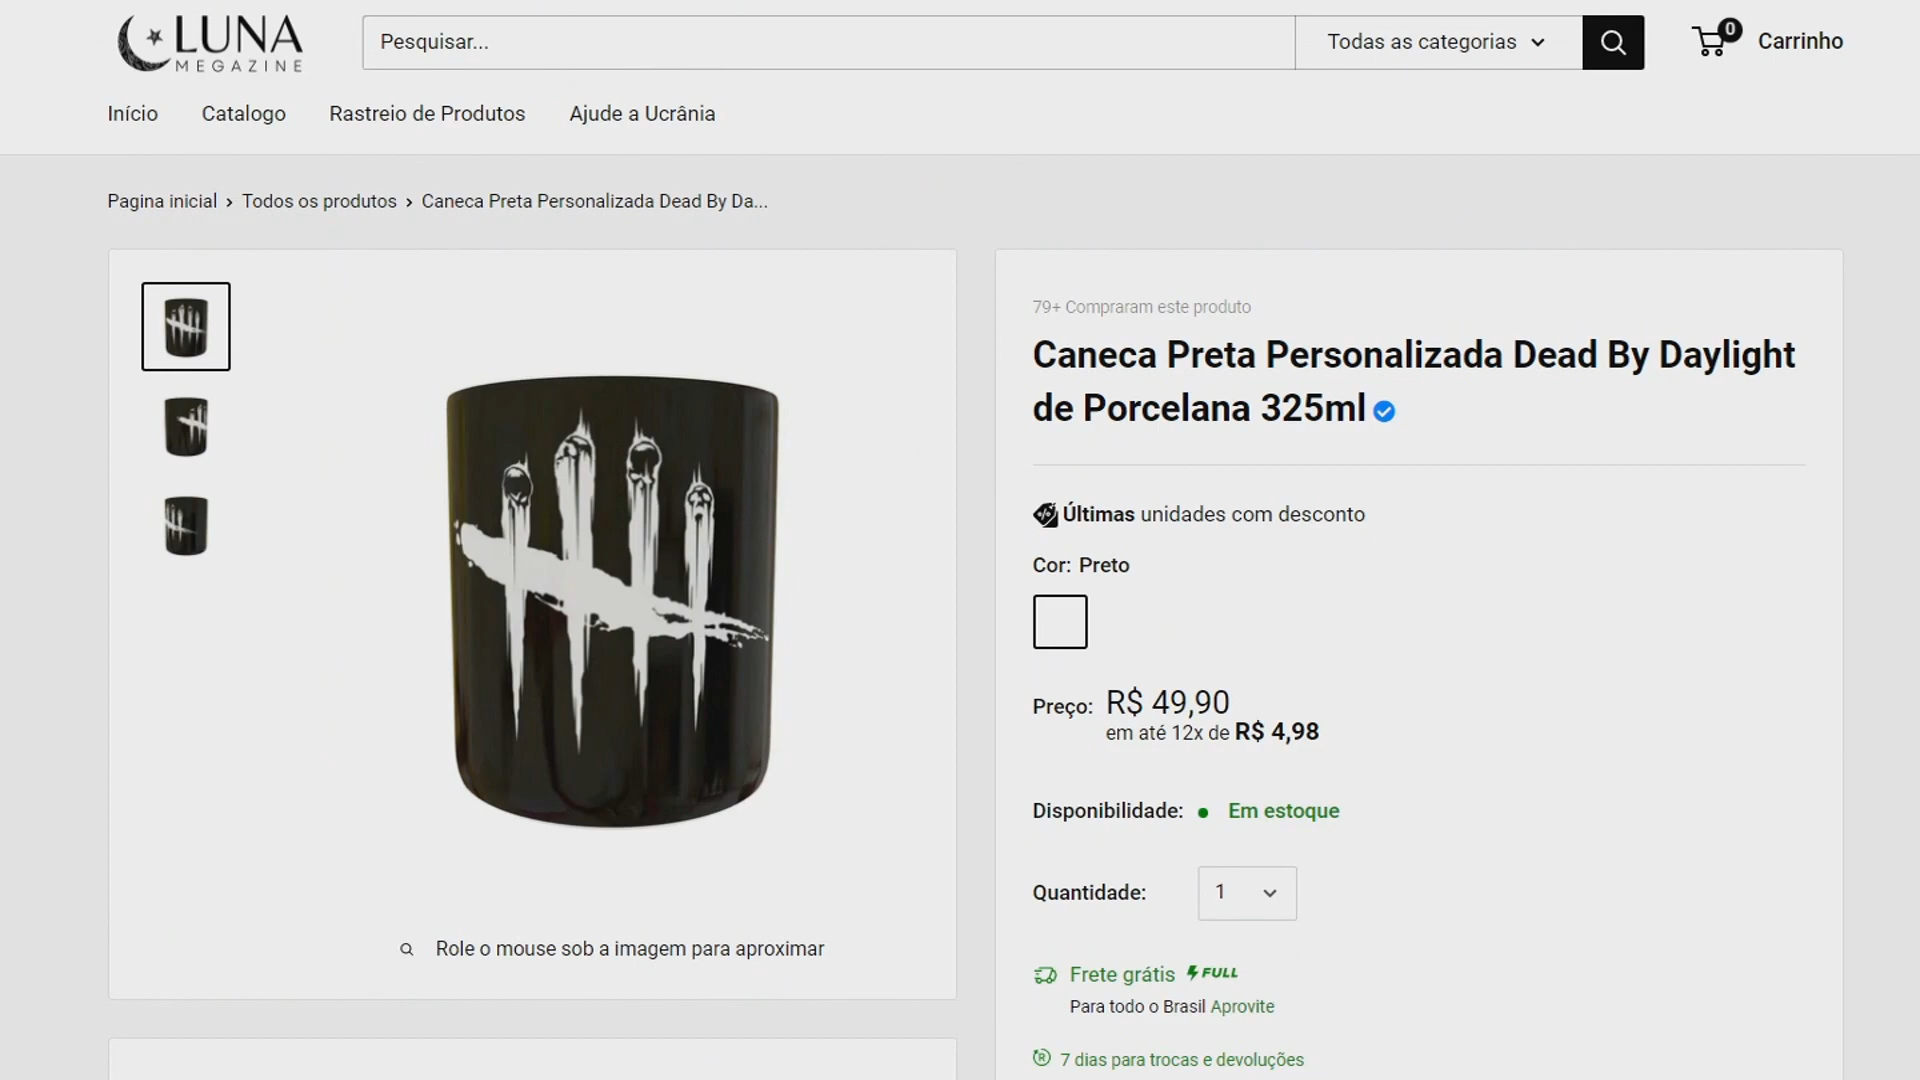 LUNA
MEGAZINE
Pesquisar...
Todas as categorias
0
Carrinho
Início
Catalogo
Rastreio de Produtos
Ajude a Ucrânia
Pagina inicial › Todos os produtos › Caneca Preta Personalizada Dead By Da...
79+ Compraram este produto
Caneca Preta Personalizada Dead By Daylight
de Porcelana 325ml
Últimas unidades com desconto
Cor: Preto
Preço: R$ 49,90
em até 12x de R$ 4,98
Disponibilidade: Em estoque
Quantidade: 1
Role o mouse sob a imagem para aproximar
Frete grátis FULL
Para todo o Brasil Aprovite
7 dias para trocas e devoluções